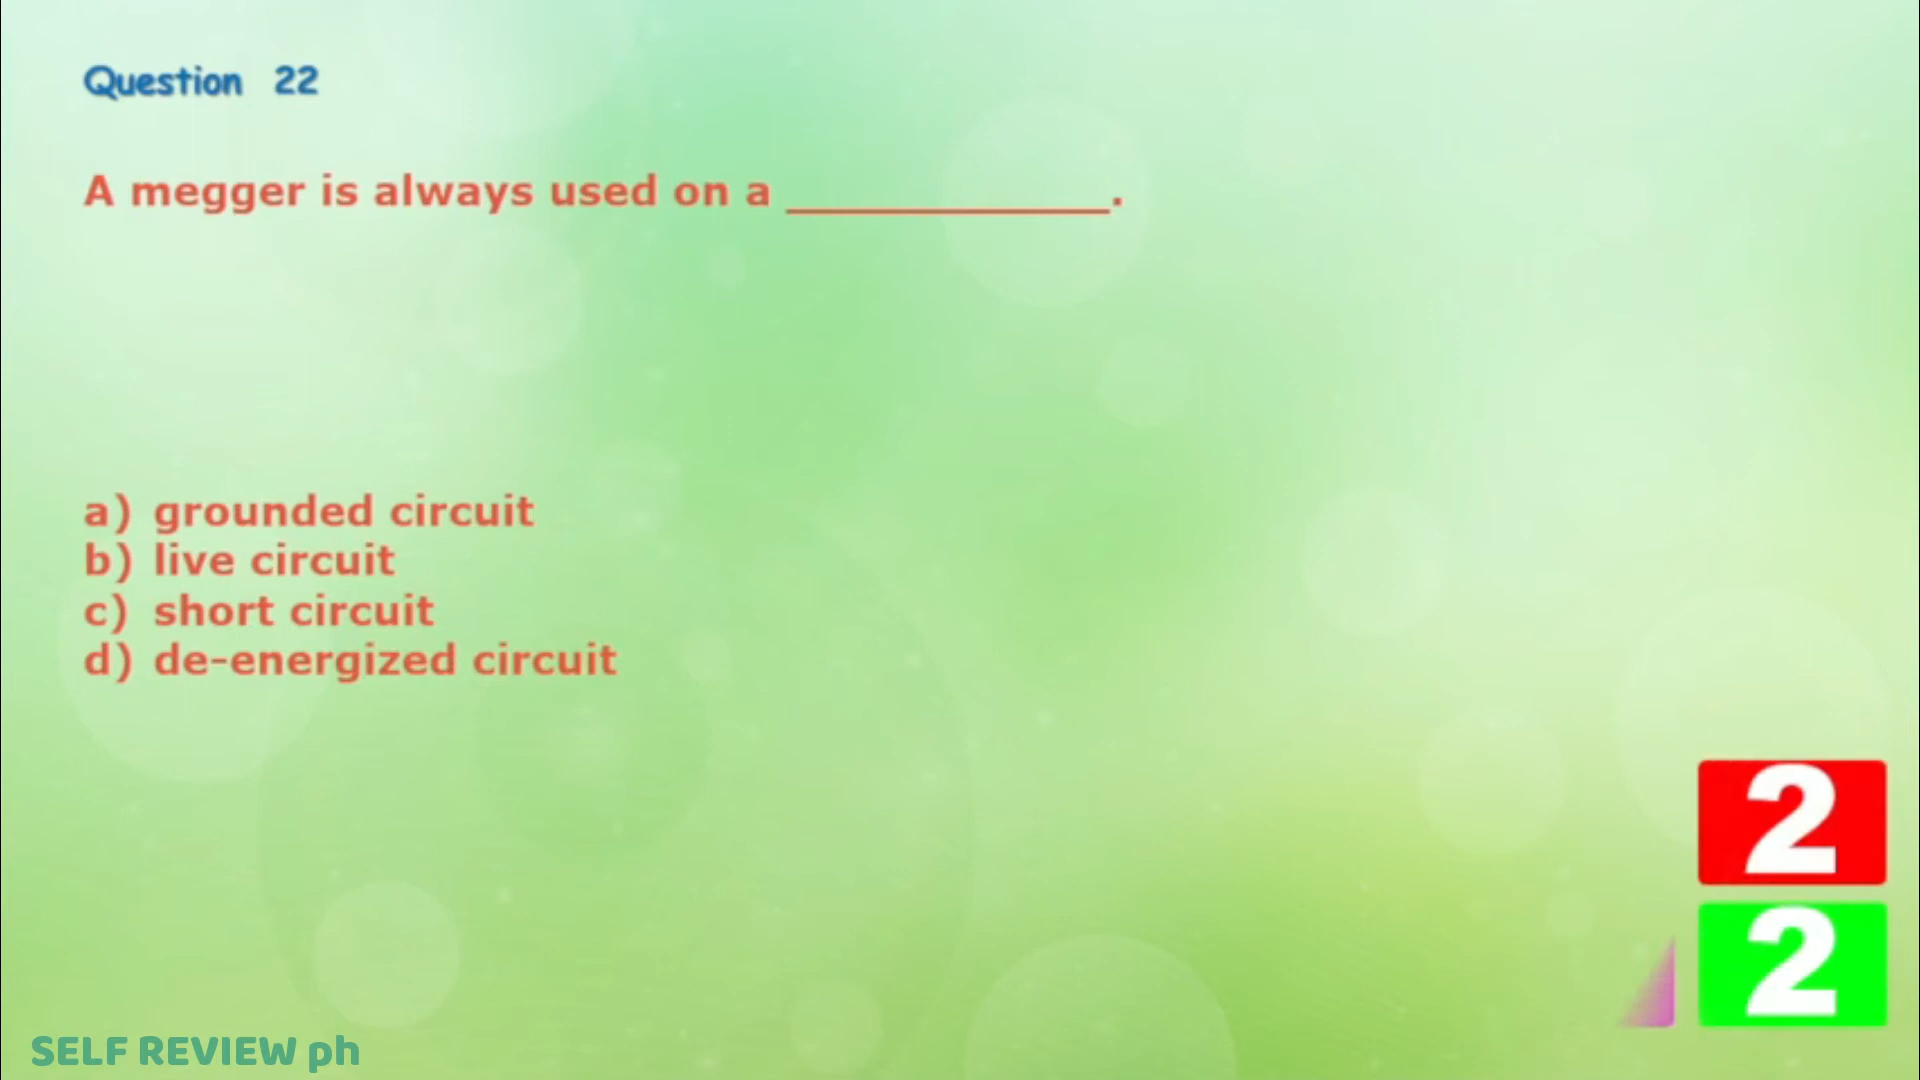 Question 22
A megger is always used on a _____________.
a) grounded circuit
b) live circuit
c) short circuit
d) de-energized circuit
2
2
SELF REVIEW ph